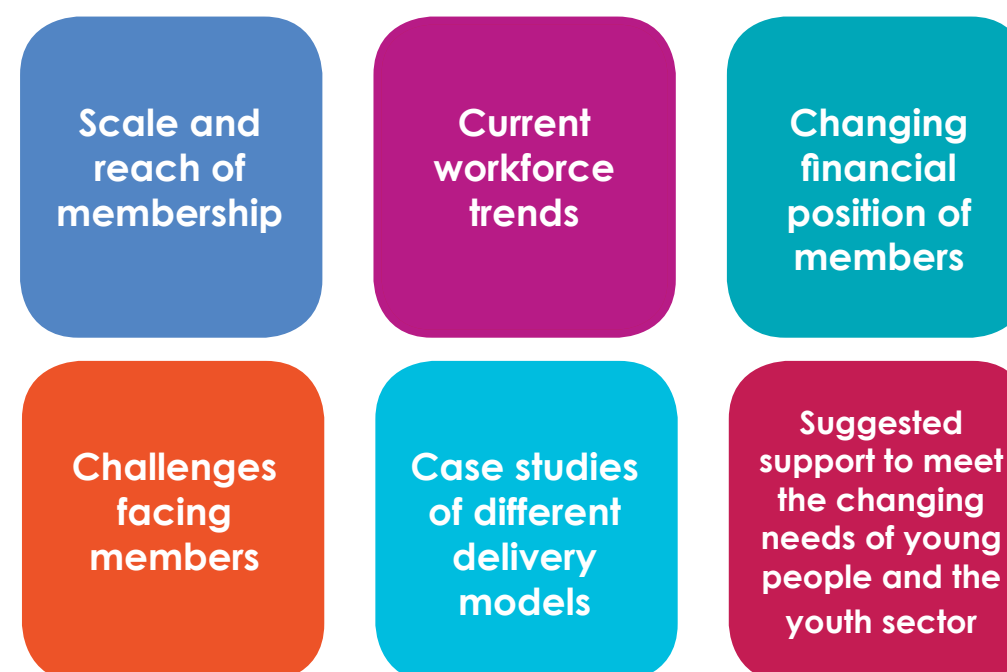 Scale and
reach of
membership
Current
workforce
trends
Changing
financial
position of
members
Challenges
facing
members
Case studies
of different
delivery
models
Suggested
support to meet
the changing
needs of young
people and the
youth sector